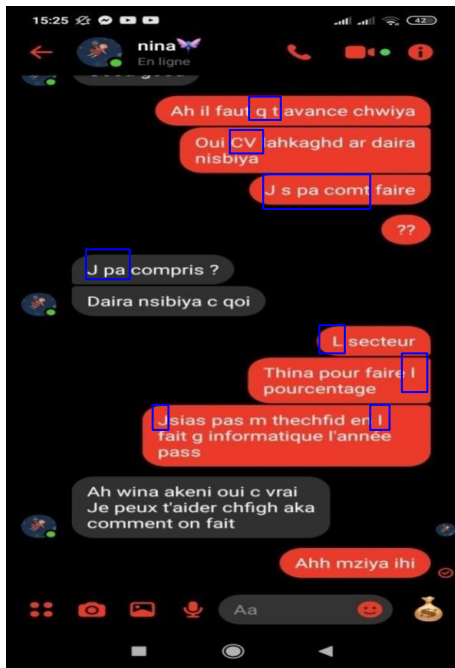 15:25
42
nina
En ligne
Ah il faut q t avance chwiya
Oui CV lahkaghd ar daira
nisbiya
J s pa comt faire
??
J pa compris ?
Daira nsibiya c qoi
L secteur
Thina pour faire l
pourcentage
Jsias pas m thechfid en l
fait g informatique l'année
pass
Ah wina akeni oui c vrai
Je peux t'aider chfigh aka
comment on fait
Ahh mziya ihi
Aa